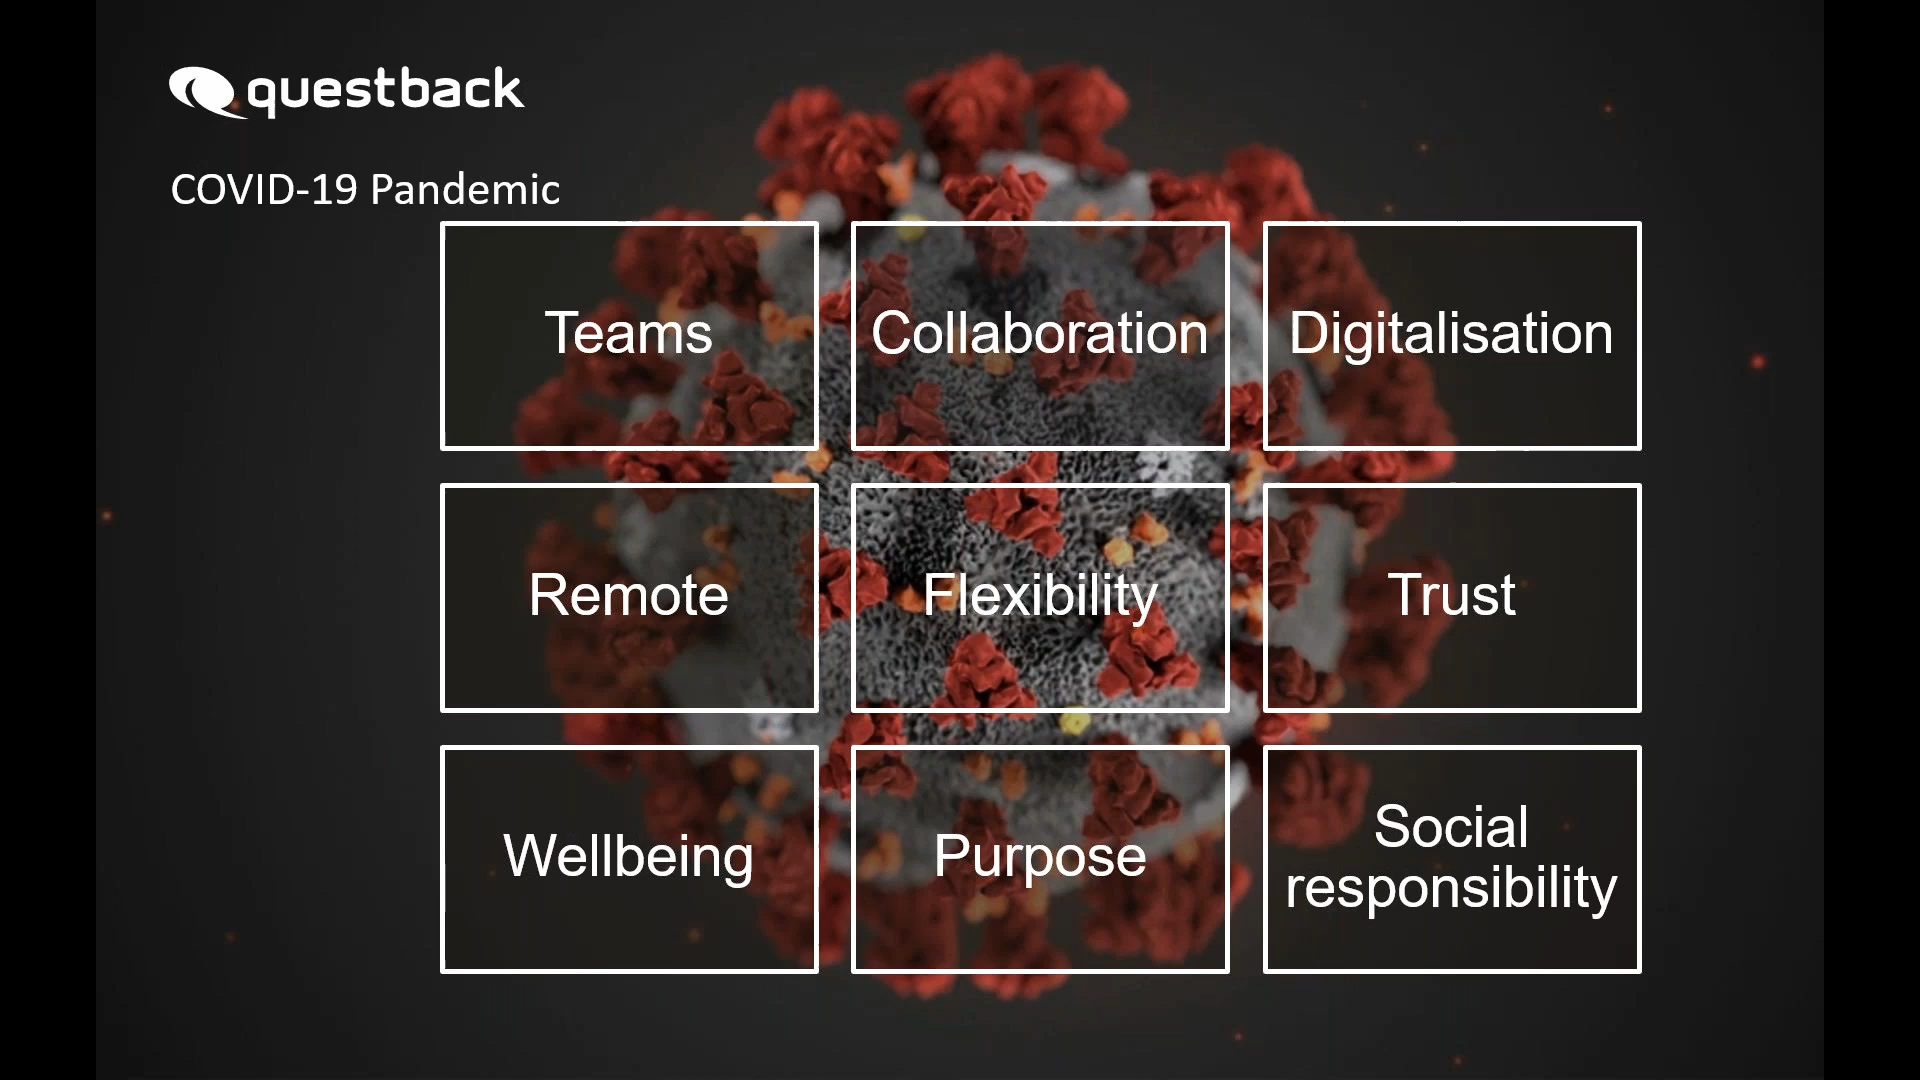 questback
COVID-19 Pandemic
Teams
Collaboration
Digitalisation
Remote
Flexibility
Trust
Wellbeing
Purpose
Social
responsibility